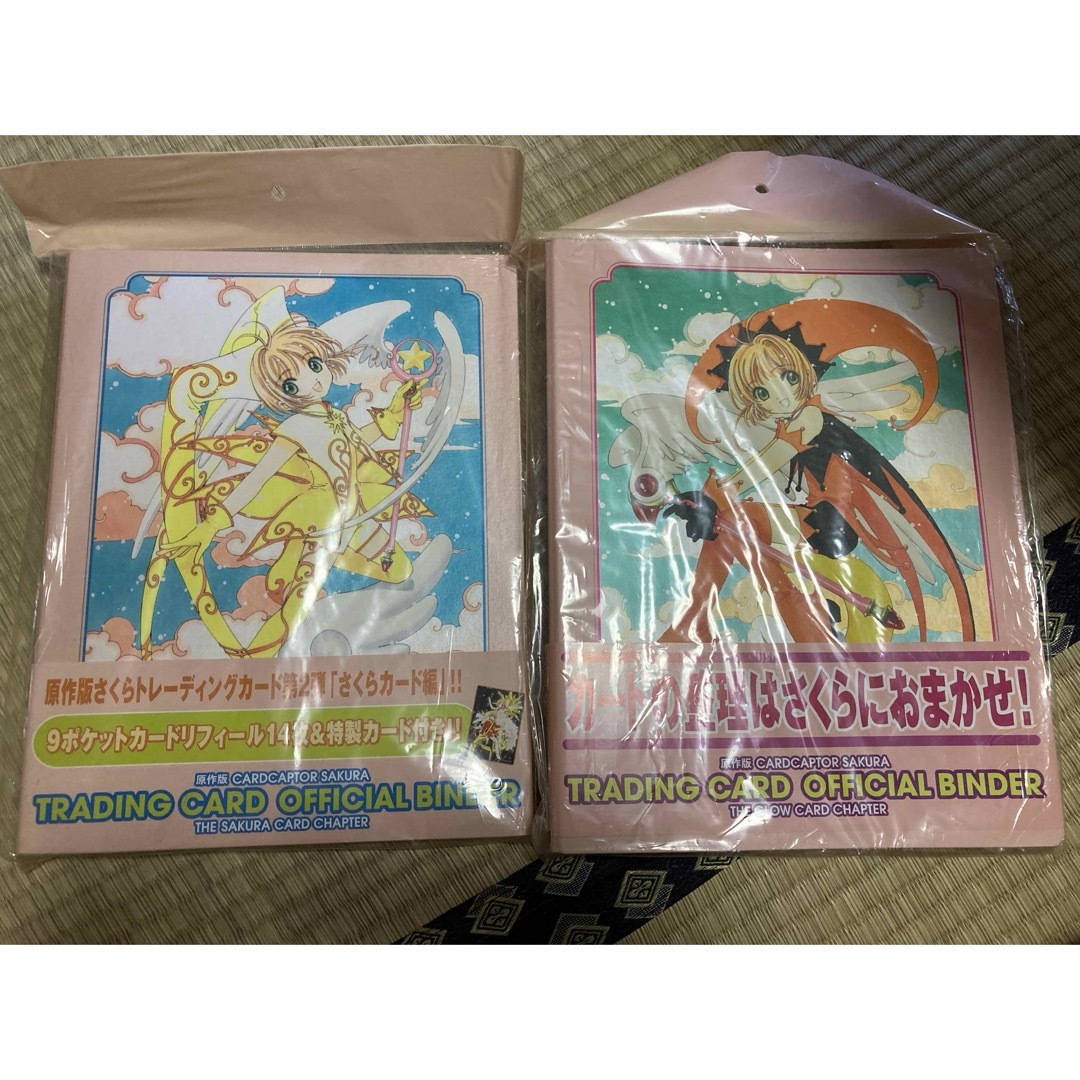 原作版さくらトレーディングカード第2弾「さくらカード編」!!
9ポケットカードリフィール14枚&特製カード付き!!
原作版 CARDCAPTOR SAKURA
TRADING CARD OFFICIAL BINDER
THE SAKURA CARD CHAPTER
カードの整理はさくらにおまかせ!
原作版 CARDCAPTOR SAKURA
TRADING CARD OFFICIAL BINDER
THE CLOW CARD CHAPTER